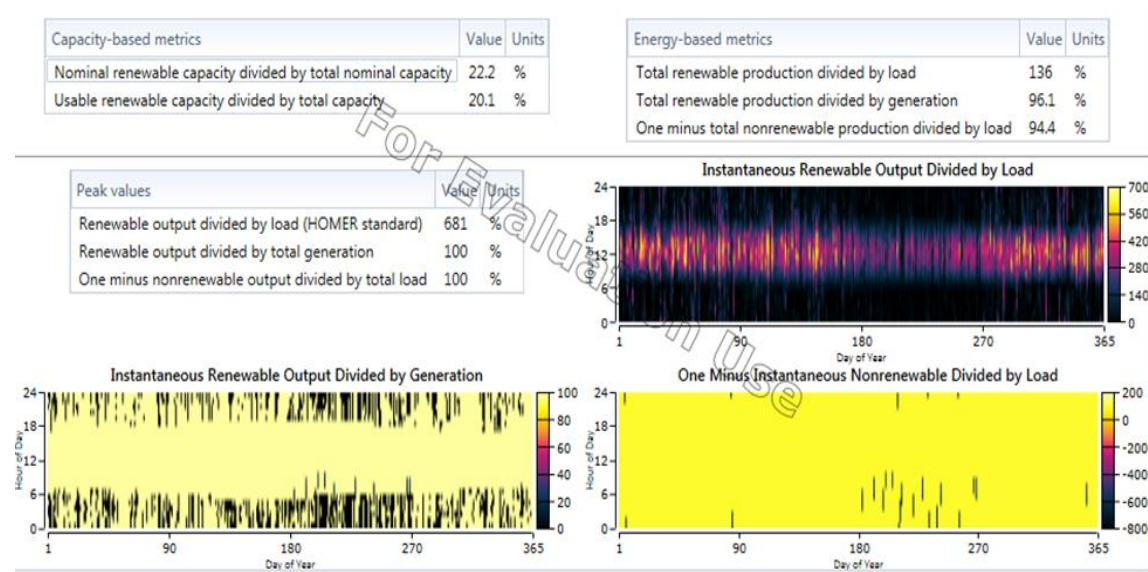 Capacity-based metrics Value Units
Nominal renewable capacity divided by total nominal capacity 22.2 %
Usable renewable capacity divided by total capacity 20.1 %
Energy-based metrics Value Units
Total renewable production divided by load 136 %
Total renewable production divided by generation 96.1 %
One minus total nonrenewable production divided by load 94.4 %
Peak values Value Units
Renewable output divided by load (HOMER standard) 681 %
Renewable output divided by total generation 100 %
One minus nonrenewable output divided by total load 100 %
For Evaluation Use
Instantaneous Renewable Output Divided by Load
Hour of Day
24
18
12
6
0
1 90 180 270 365
Day of Year
700
560
420
280
140
0
Instantaneous Renewable Output Divided by Generation
Hour of Day
24
18
12
6
0
1 90 180 270 365
Day of Year
100
80
60
40
20
0
One Minus Instantaneous Nonrenewable Divided by Load
Hour of Day
24
18
12
6
0
1 90 180 270 365
Day of Year
200
0
-200
-400
-600
-800